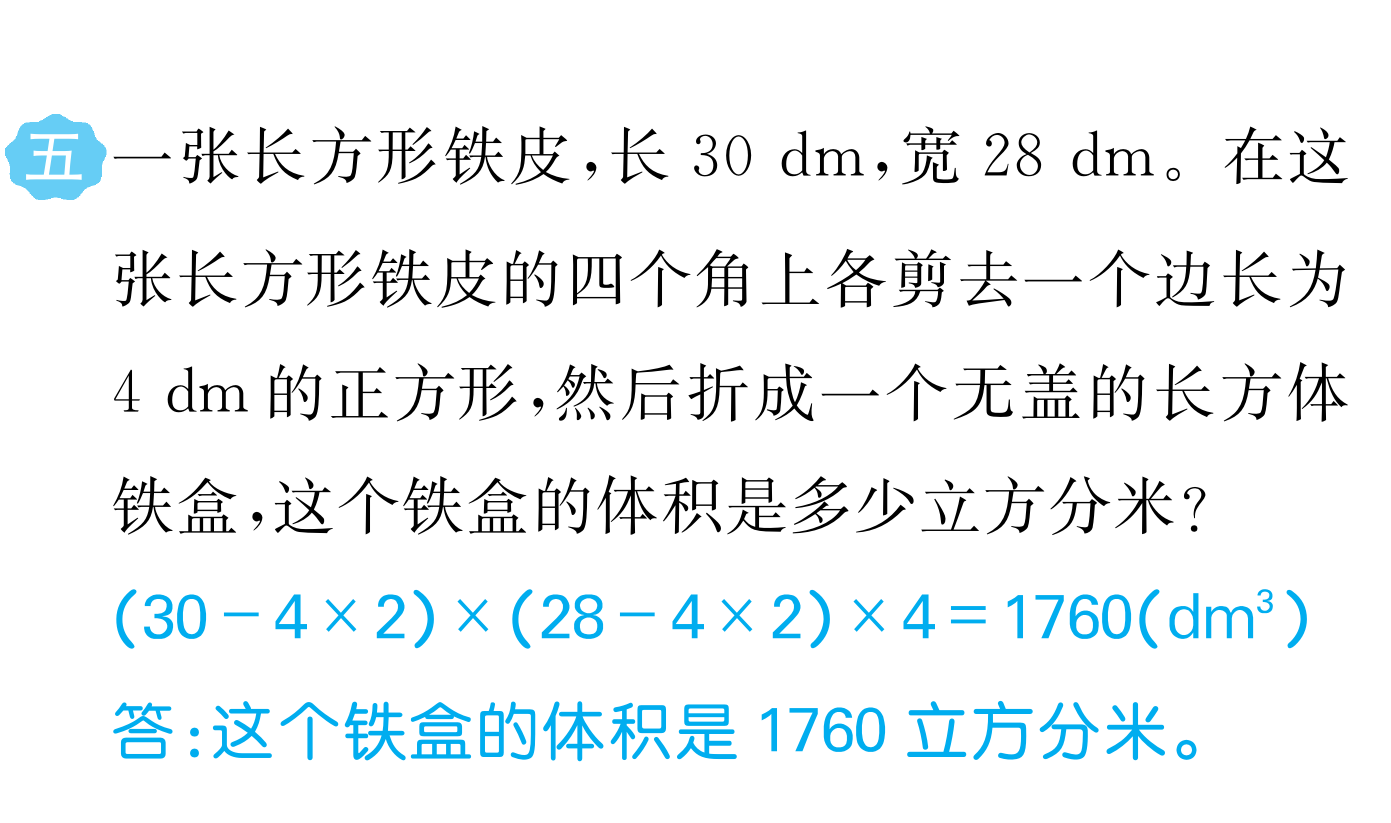 五 一张长方形铁皮,长 30 dm,宽 28 dm。在这
张长方形铁皮的四个角上各剪去一个边长为
4 dm 的正方形,然后折成一个无盖的长方体
铁盒,这个铁盒的体积是多少立方分米?
(30－4×2)×(28－4×2)×4＝1760(dm³)
答:这个铁盒的体积是 1760 立方分米。